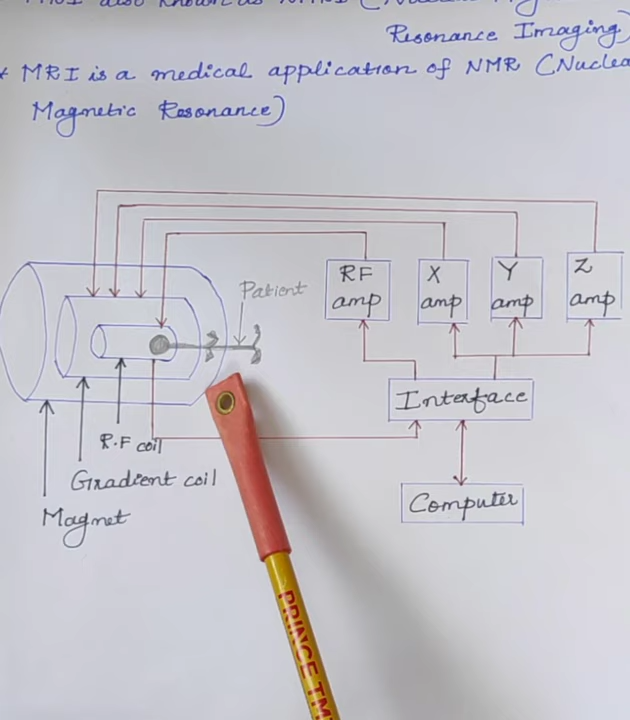 Resonance Imaging)
* MRI is a medical application of NMR (Nuclea
Magnetic Resonance)
Patient
RF
amp
X
amp
Y
amp
Z
amp
Interface
R.F coil
Gradient coil
Computer
Magnet
PRINCE TM